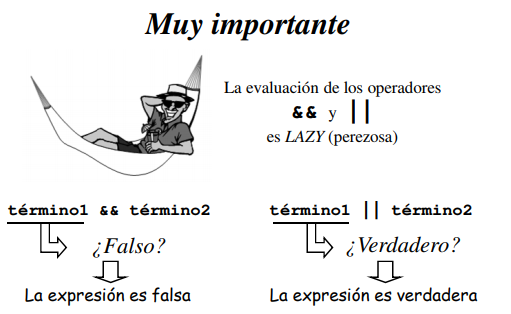 Muy importante
La evaluación de los operadores
&& y ||
es LAZY (perezosa)
término1 && término2
¿Falso?
La expresión es falsa
término1 || término2
¿Verdadero?
La expresión es verdadera